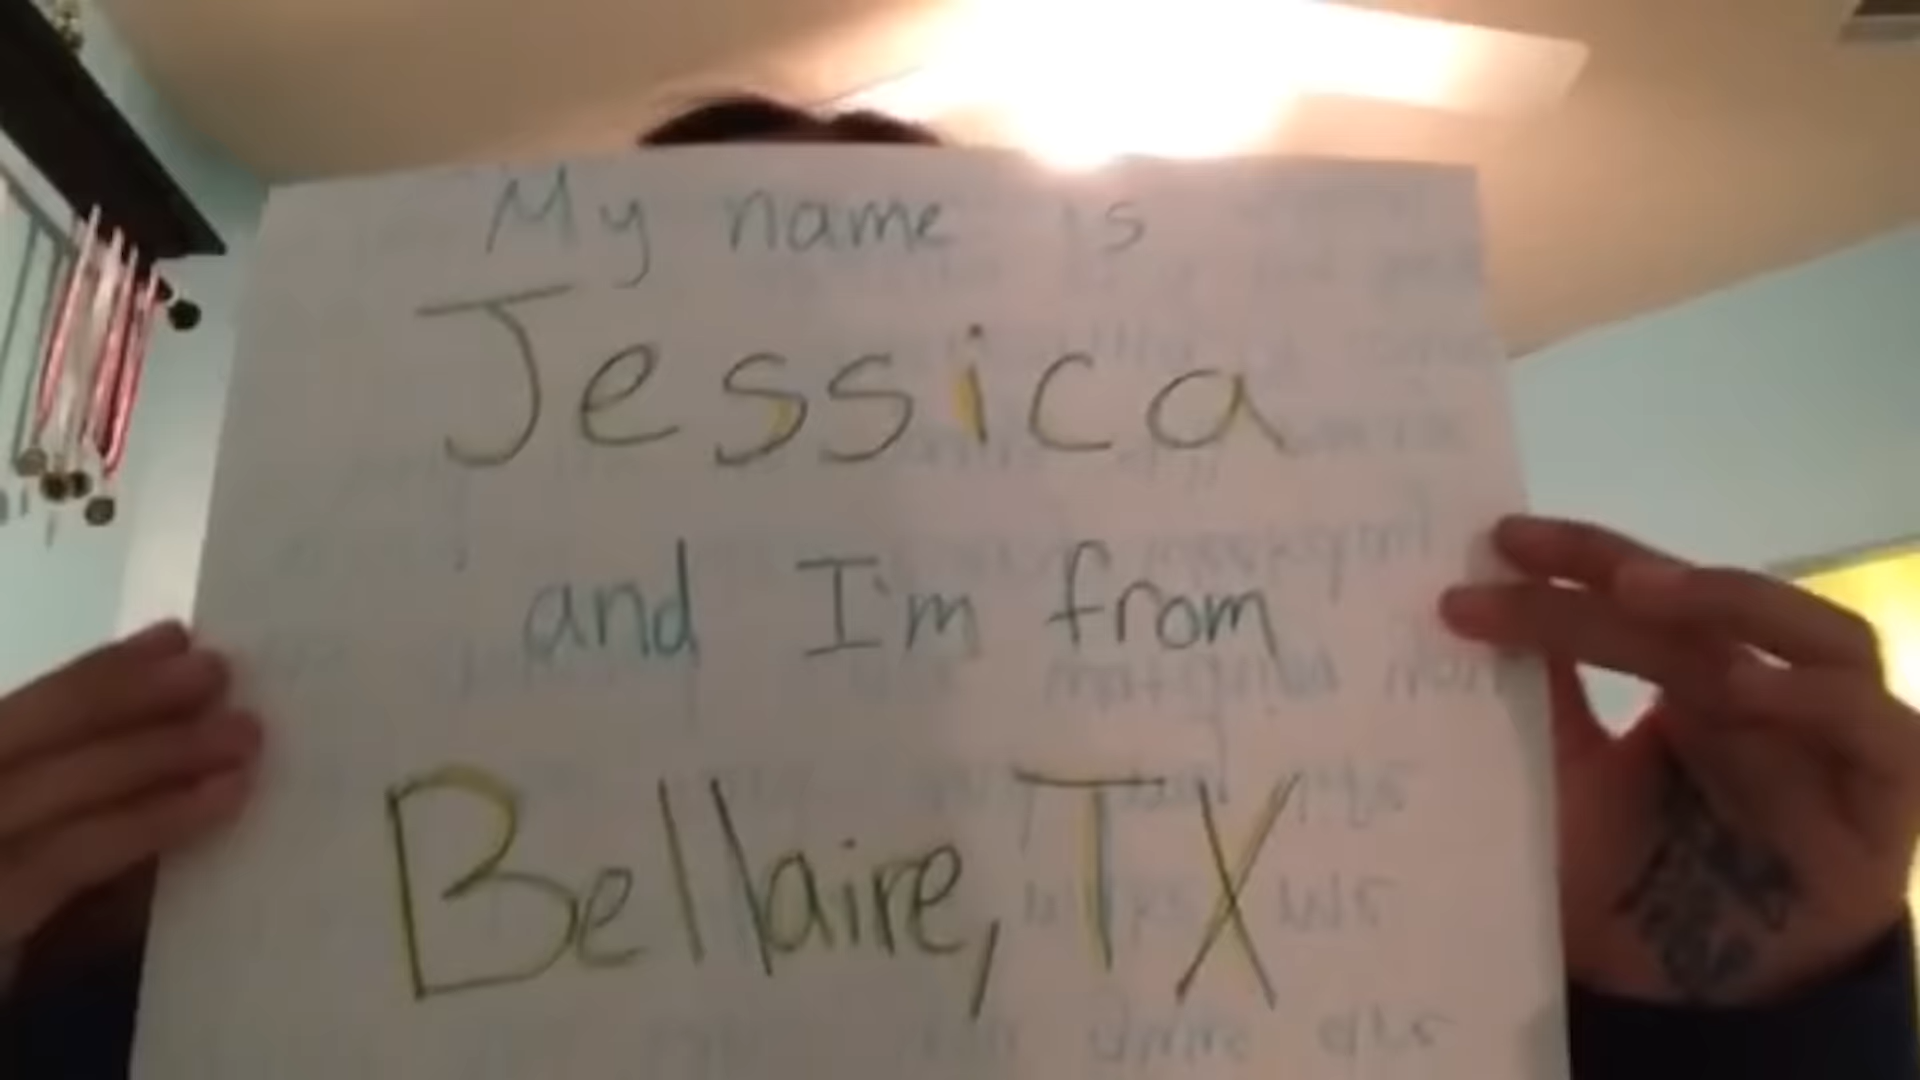 My name is
Jessica
and I'm from
Bellaire, TX